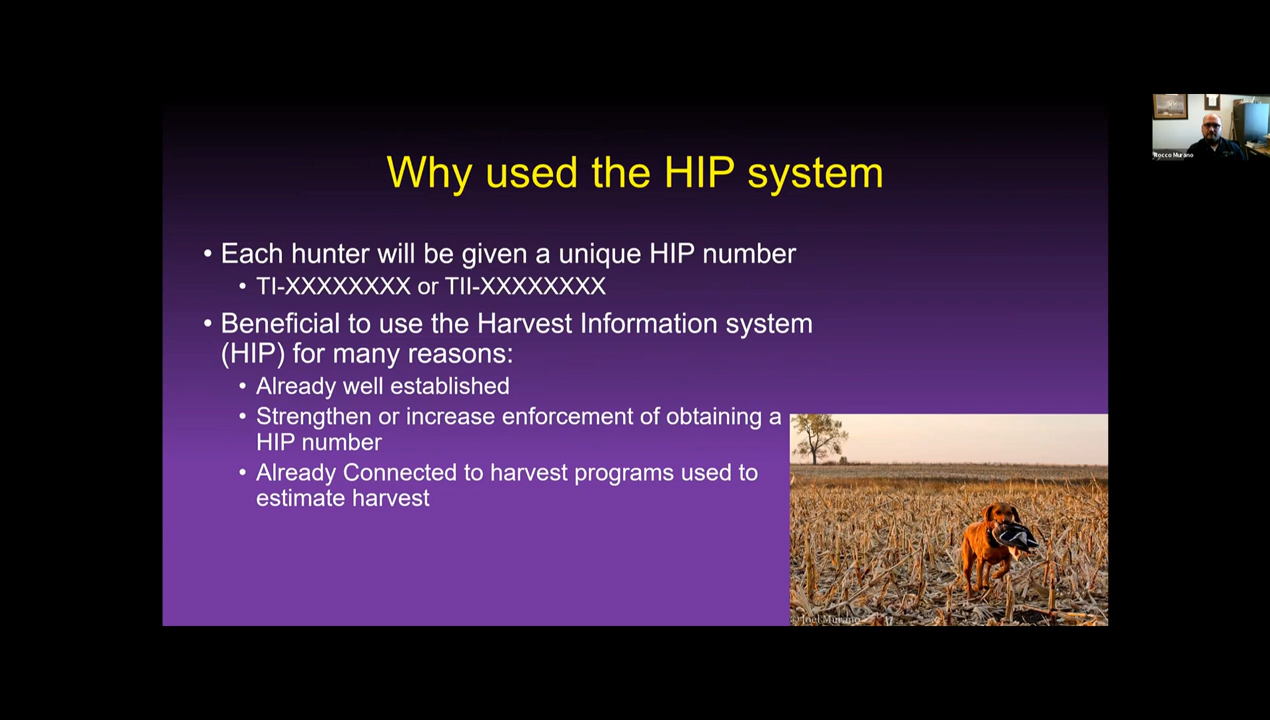 Why used the HIP system
• Each hunter will be given a unique HIP number
• TI-XXXXXXXX or TII-XXXXXXXX
• Beneficial to use the Harvest Information system
(HIP) for many reasons:
• Already well established
• Strengthen or increase enforcement of obtaining a
HIP number
• Already Connected to harvest programs used to
estimate harvest
©Joel Murano
Rocco Murano